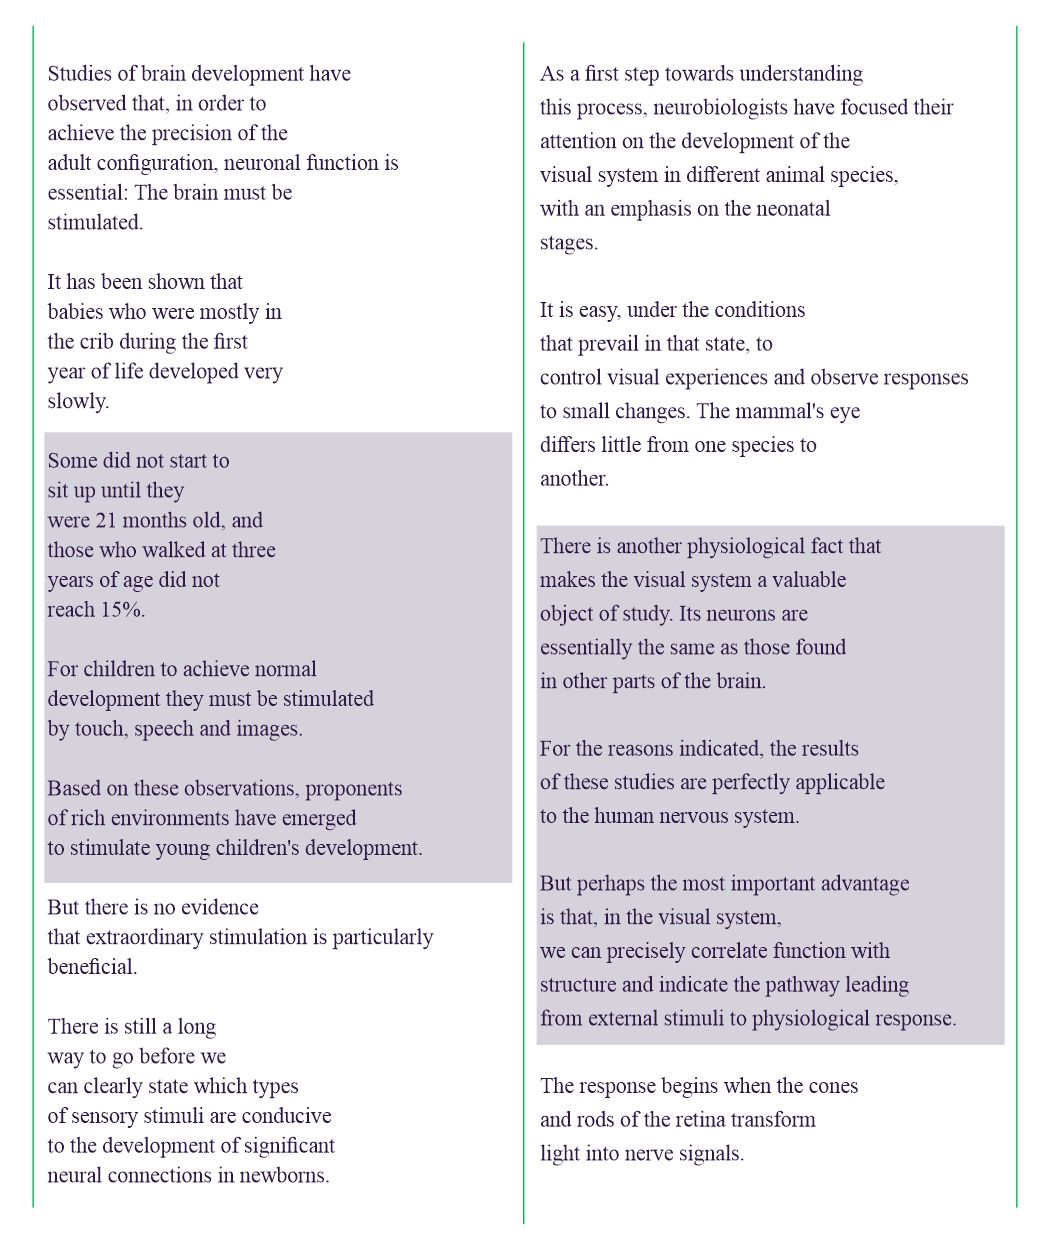 Studies of brain development have
observed that, in order to
achieve the precision of the
adult configuration, neuronal function is
essential: The brain must be
stimulated.
It has been shown that
babies who were mostly in
the crib during the first
year of life developed very
slowly.
Some did not start to
sit up until they
were 21 months old, and
those who walked at three
years of age did not
reach 15%.
For children to achieve normal
development they must be stimulated
by touch, speech and images.
Based on these observations, proponents
of rich environments have emerged
to stimulate young children's development.
But there is no evidence
that extraordinary stimulation is particularly
beneficial.
There is still a long
way to go before we
can clearly state which types
of sensory stimuli are conducive
to the development of significant
neural connections in newborns.
As a first step towards understanding
this process, neurobiologists have focused their
attention on the development of the
visual system in different animal species,
with an emphasis on the neonatal
stages.
It is easy, under the conditions
that prevail in that state, to
control visual experiences and observe responses
to small changes. The mammal's eye
differs little from one species to
another.
There is another physiological fact that
makes the visual system a valuable
object of study. Its neurons are
essentially the same as those found
in other parts of the brain.
For the reasons indicated, the results
of these studies are perfectly applicable
to the human nervous system.
But perhaps the most important advantage
is that, in the visual system,
we can precisely correlate function with
structure and indicate the pathway leading
from external stimuli to physiological response.
The response begins when the cones
and rods of the retina transform
light into nerve signals.